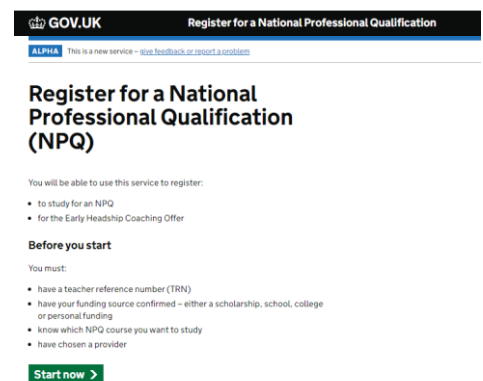 GOV.UK Register for a National Professional Qualification
ALPHA This is a new service – give feedback or report a problem
Register for a National
Professional Qualification
(NPQ)
You will be able to use this service to register:
• to study for an NPQ
• for the Early Headship Coaching Offer
Before you start
You must:
• have a teacher reference number (TRN)
• have your funding source confirmed – either a scholarship, school, college
or personal funding
• know which NPQ course you want to study
• have chosen a provider
Start now >